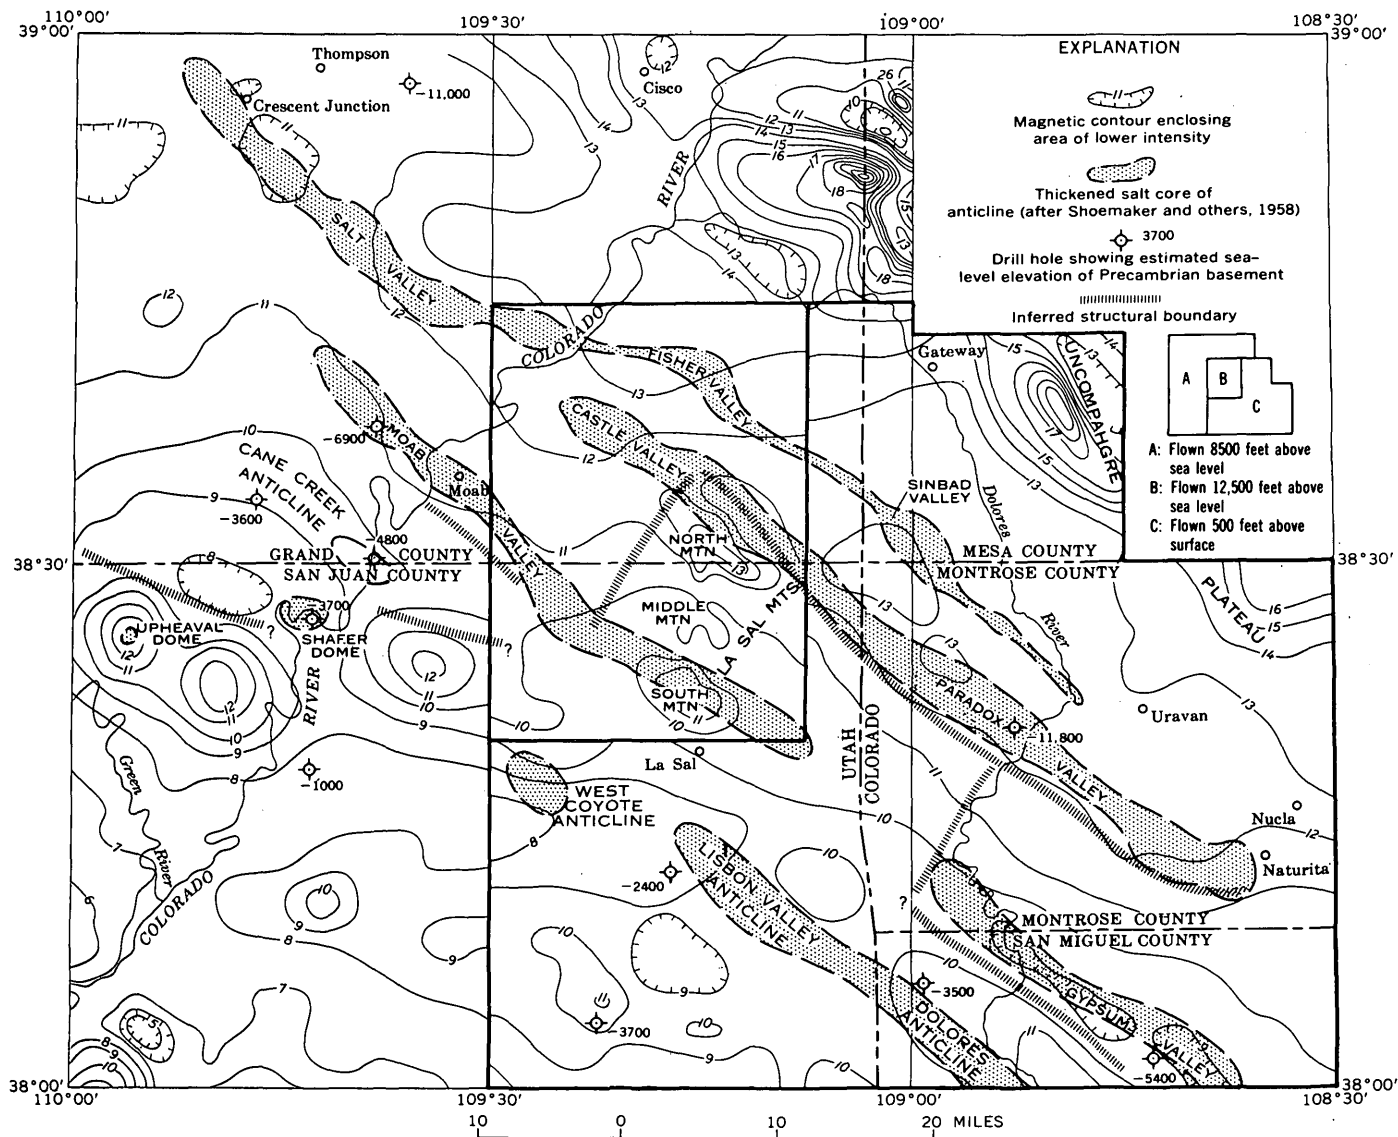 110°00'
109°30'
109°00'
108°30'
39°00'
39°00'
Thompson
-11,000
Crescent Junction
Cisco
RIVER
EXPLANATION
11
Magnetic contour enclosing
area of lower intensity
Thickened salt core of
anticline (after Shoemaker and others, 1958)
3700
Drill hole showing estimated sea-
level elevation of Precambrian basement
Inferred structural boundary
A
B
C
A: Flown 8500 feet above
sea level
B: Flown 12,500 feet above
sea level
C: Flown 500 feet above
surface
SALT
VALLEY
COLORADO
FISHER VALLEY
Gateway
UNCOMPAHGRE
CASTLE VALLEY
-6900
MOAB
CANE CREEK
ANTICLINE
Moab
-3600
SINBAD
VALLEY
Dolores
NORTH
MTN
-4800
GRAND COUNTY
SAN JUAN COUNTY
VALLEY
MESA COUNTY
MONTROSE COUNTY
38°30'
38°30'
PLATEAU
-3700
UPHEAVAL
DOME
?
SHAFER
DOME
?
MIDDLE
MTN
LA SAL MTS
River
RIVER
SOUTH
MTN
PARADOX
-11,800
Uravan
UTAH
COLORADO
La Sal
VALLEY
Green
-1000
WEST
COYOTE
ANTICLINE
Nucla
Naturita
River
COLORADO
LISBON VALLEY
ANTICLINE
-2400
?
MONTROSE COUNTY
SAN MIGUEL COUNTY
-3500
DOLORES
ANTICLINE
GYPSUM
VALLEY
-3700
-5400
38°00'
38°00'
110°00'
109°30'
109°00'
108°30'
10 0 10 20 MILES